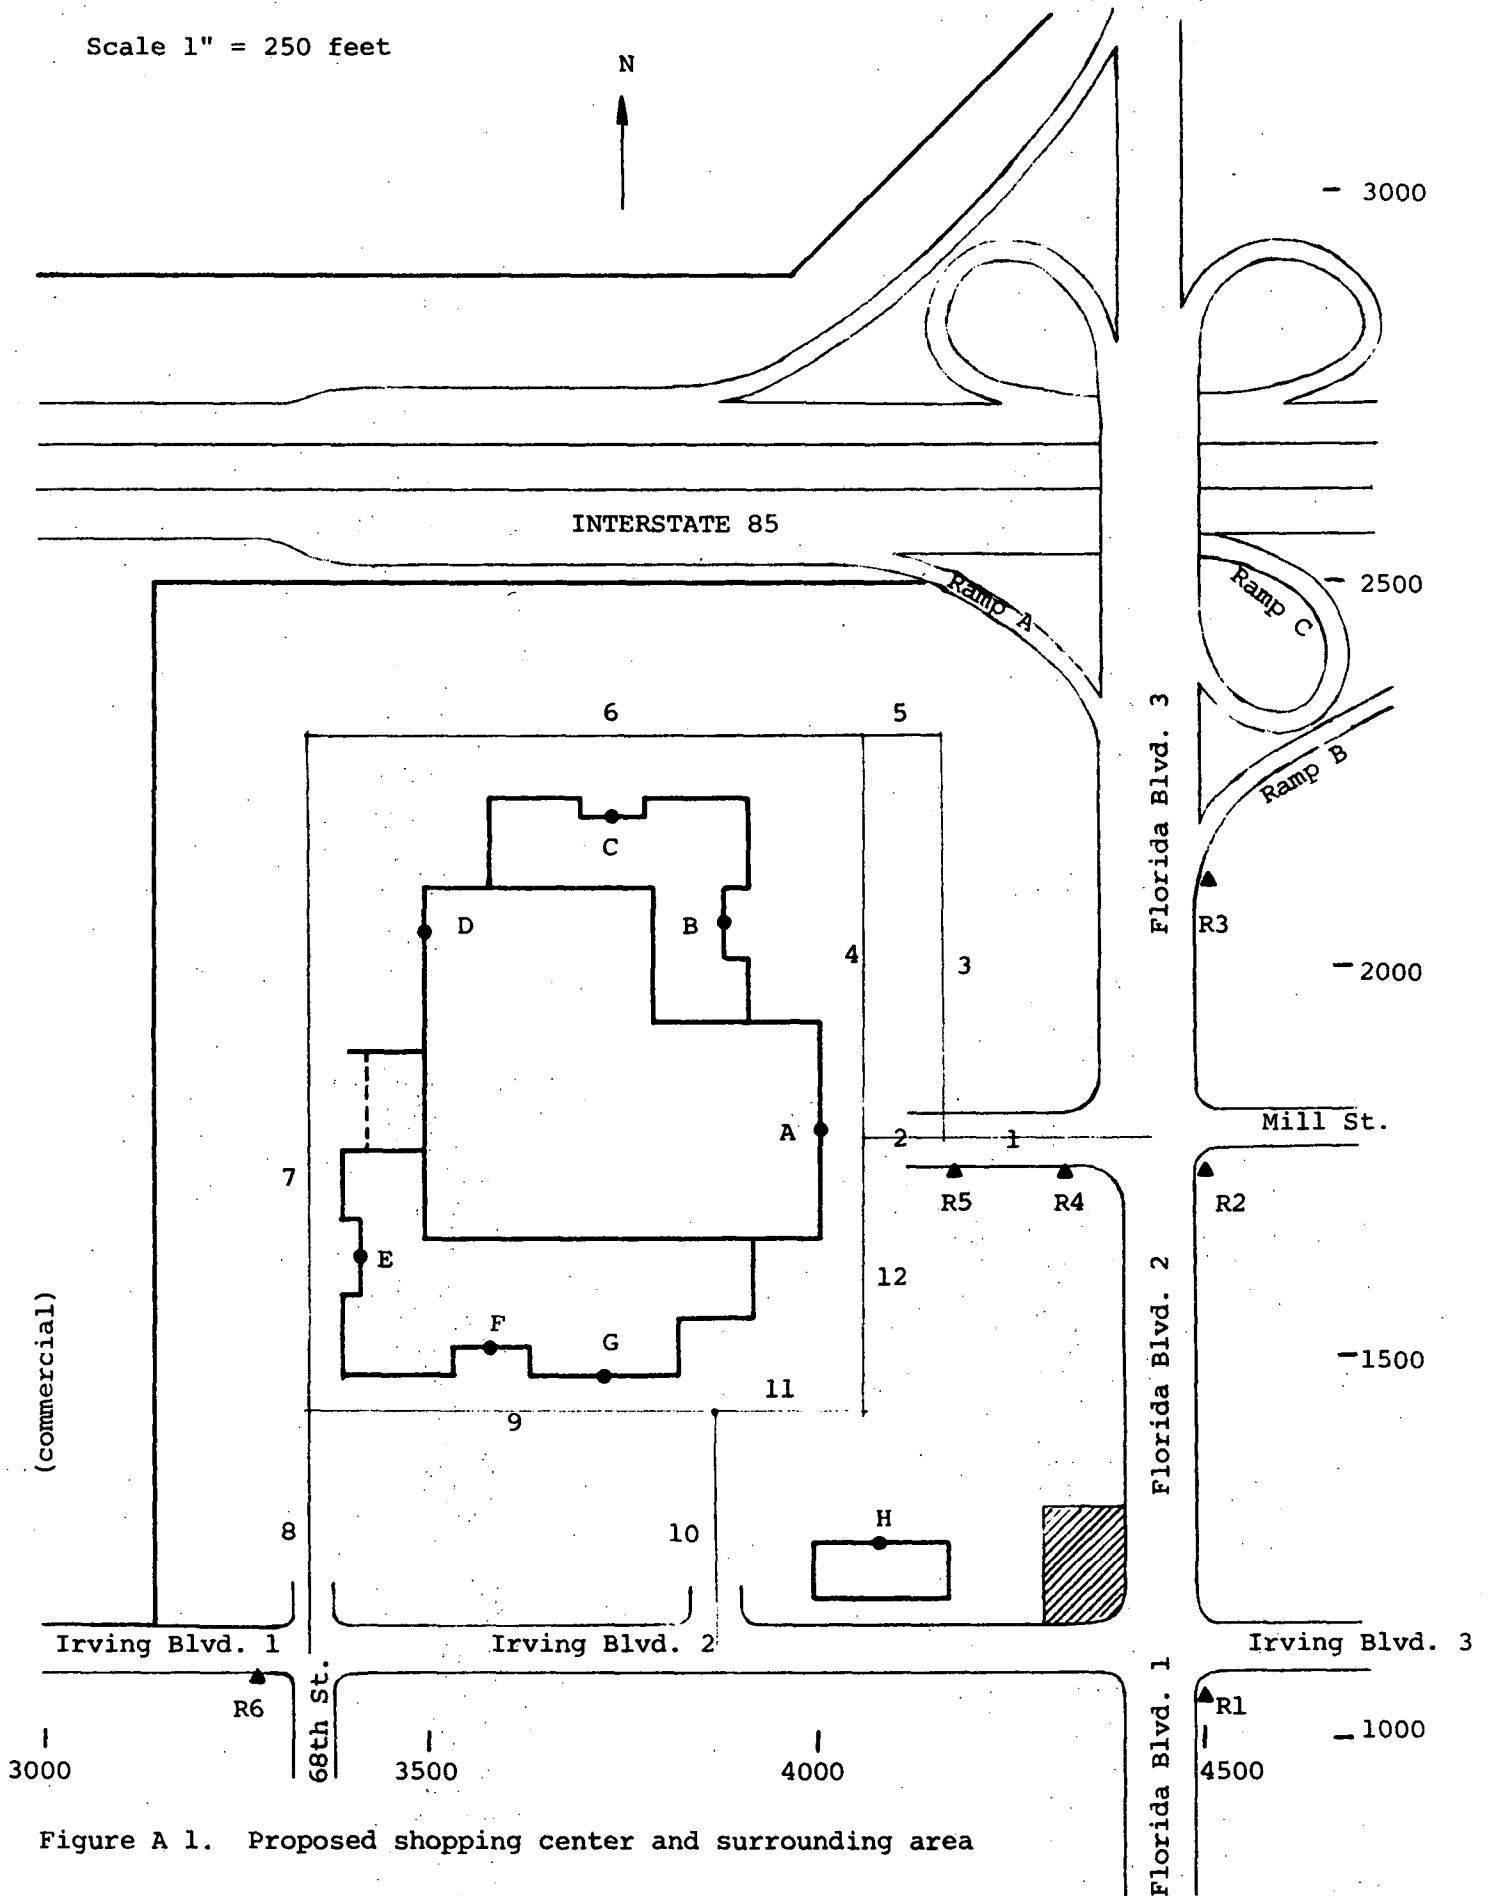 Scale 1" = 250 feet
N
3000
INTERSTATE 85
2500
Ramp A
Ramp C
Ramp B
Florida Blvd. 3
6
5
C
D
B
4
3
R3
2000
Mill St.
A
2
1
R5
R4
R2
7
E
12
Florida Blvd. 2
(commercial)
F
G
1500
11
9
8
10
H
Irving Blvd. 1
Irving Blvd. 2
Irving Blvd. 3
R6
68th St.
Florida Blvd. 1
R1
1000
3000
3500
4000
4500
Figure A 1. Proposed shopping center and surrounding area